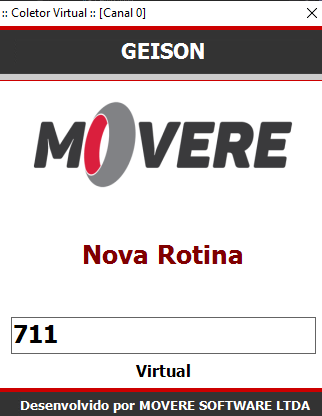 :: Coletor Virtual :: [Canal 0]
GEISON
MOVERE
Nova Rotina
711
Virtual
Desenvolvido por MOVERE SOFTWARE LTDA